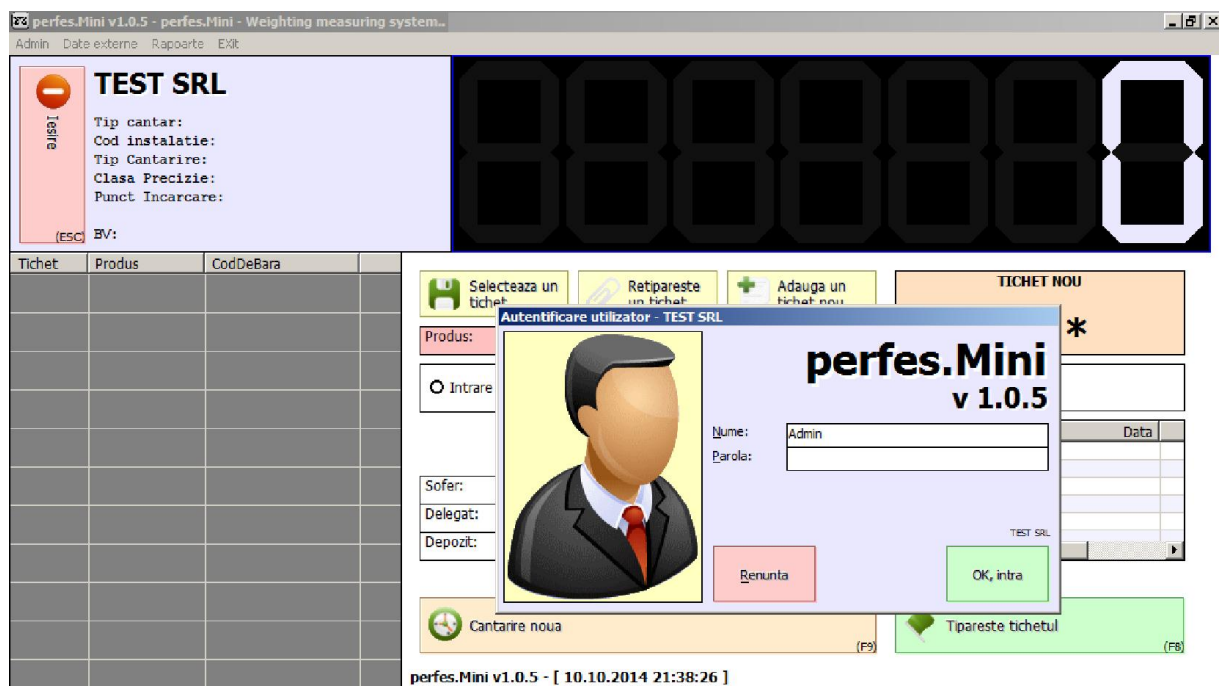 perfes.Mini v1.0.5 - perfes.Mini - Weighting measuring system..
Admin Date externe Rapoarte EXit
Iesire
(ESC)
TEST SRL
Tip cantar:
Cod instalatie:
Tip Cantarire:
Clasa Precizie:
Punct Incarcare:
BV:
0
Tichet Produs CodDeBara
Selecteaza un
tichet
Retipareste
un tichet
Adauga un
tichet nou
TICHET NOU
*
Produs:
Intrare
Data
Sofer:
Delegat:
Depozit:
Autentificare utilizator - TEST SRL
perfes.Mini
v 1.0.5
Nume: Admin
Parola:
TEST SRL
Renunta
OK, intra
Cantarire noua
(F9)
Tipareste tichetul
(F8)
perfes.Mini v1.0.5 - [ 10.10.2014 21:38:26 ]